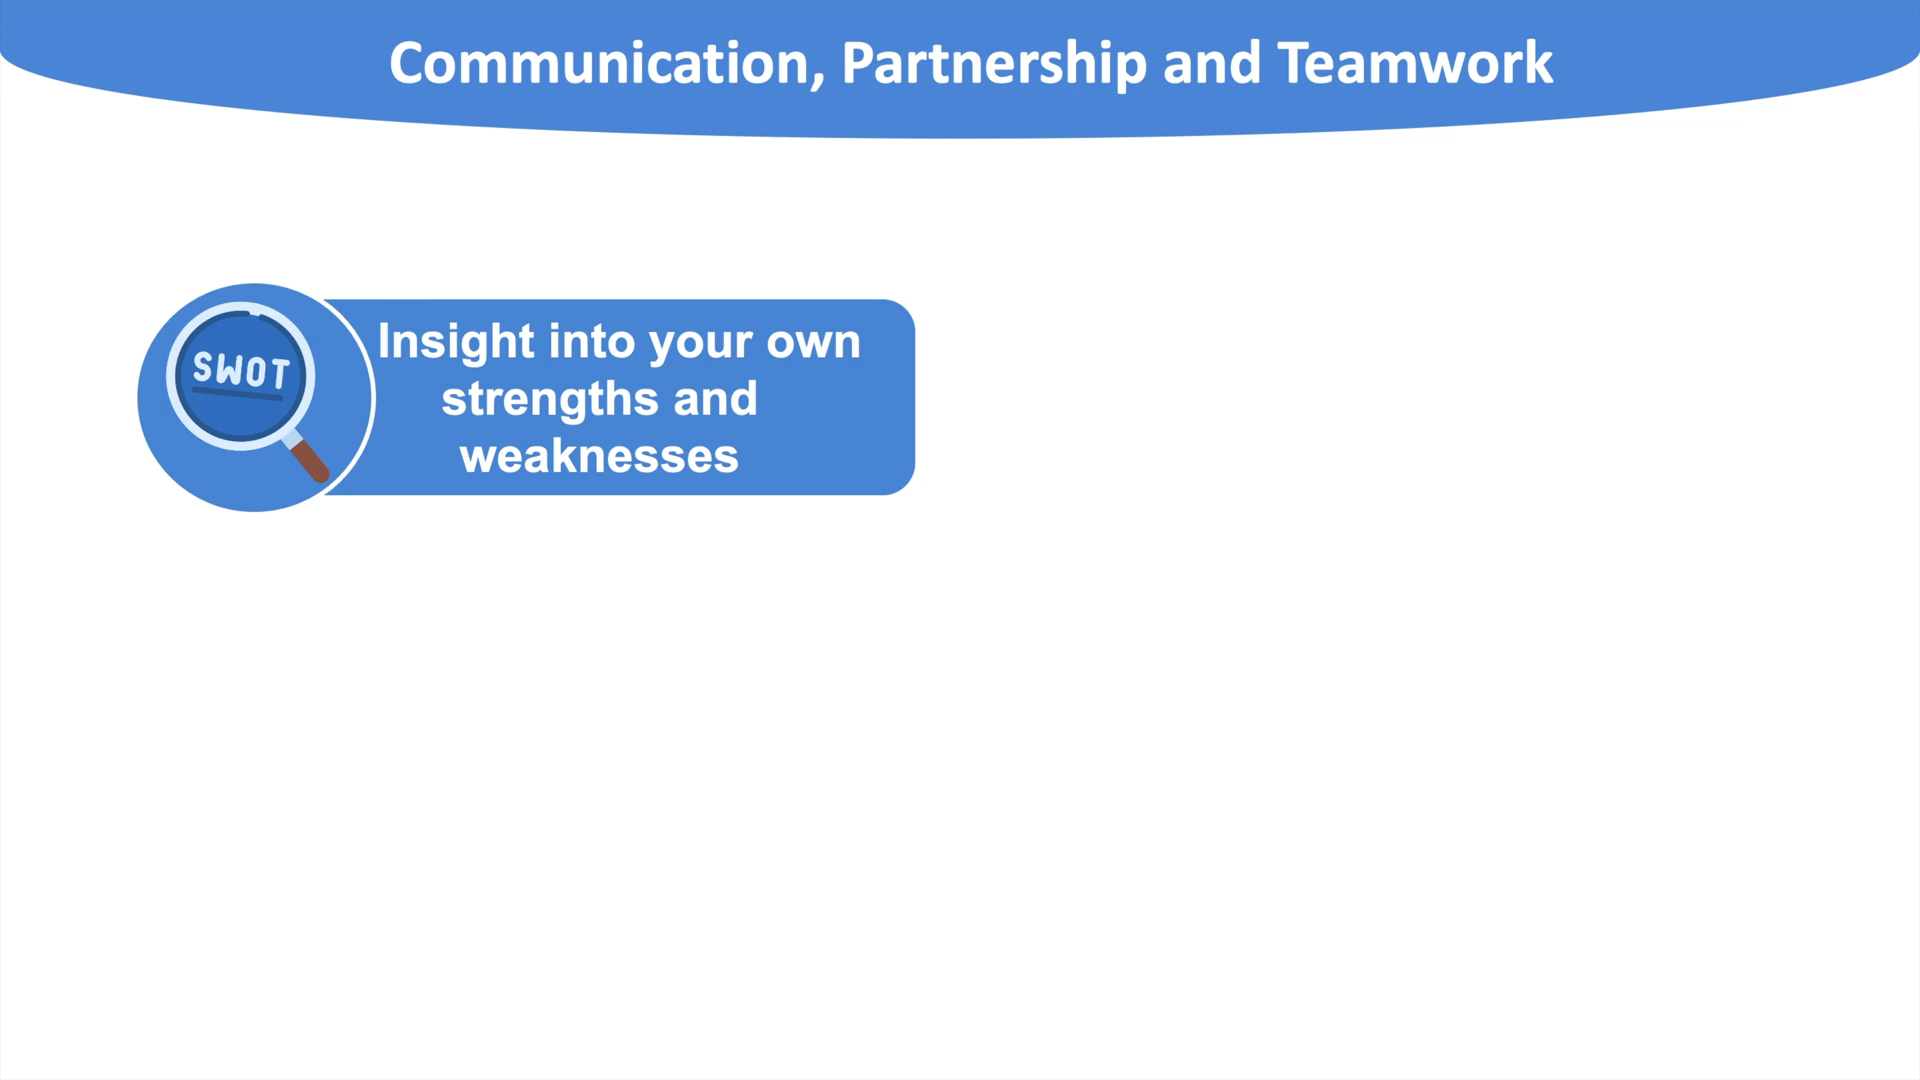 Communication, Partnership and Teamwork
SWOT
Insight into your own
strengths and
weaknesses